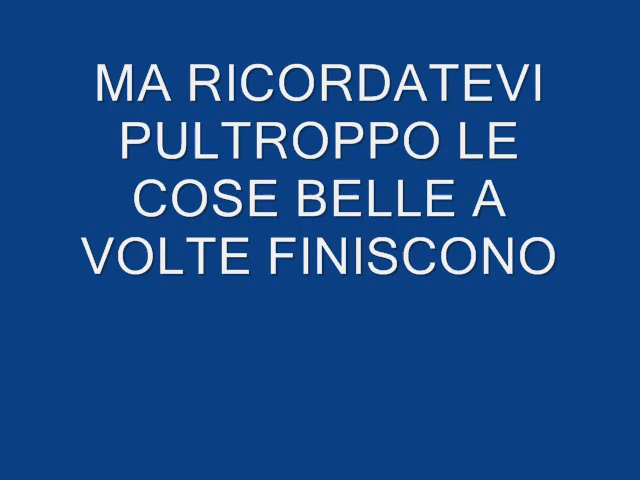 MA RICORDATEVI
PULTROPPO LE
COSE BELLE A
VOLTE FINISCONO